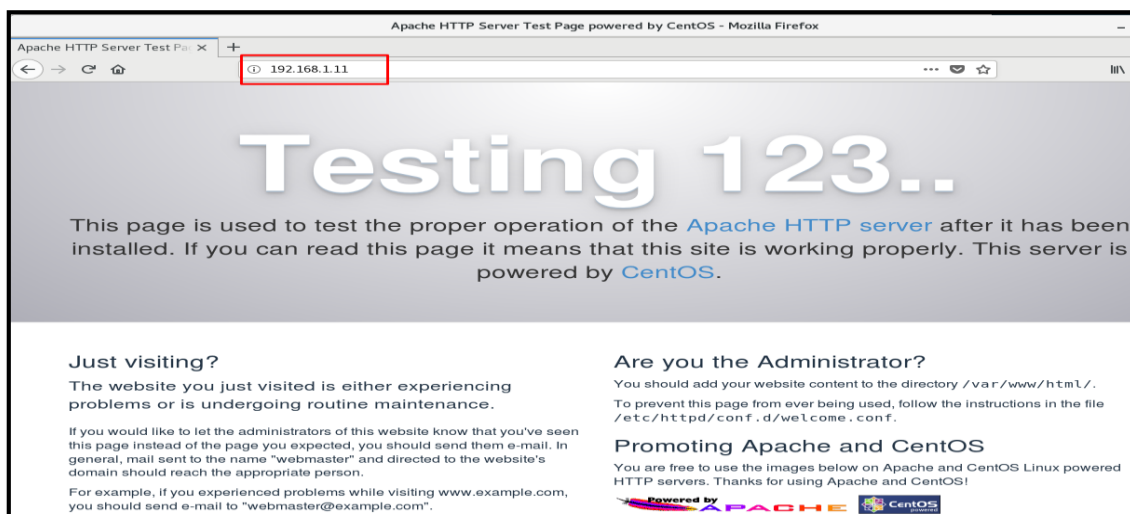 Apache HTTP Server Test Page powered by CentOS - Mozilla Firefox
Apache HTTP Server Test Pa
192.168.1.11
Testing 123..
This page is used to test the proper operation of the Apache HTTP server after it has been
installed. If you can read this page it means that this site is working properly. This server is
powered by CentOS.
Just visiting?
The website you just visited is either experiencing
problems or is undergoing routine maintenance.
If you would like to let the administrators of this website know that you've seen
this page instead of the page you expected, you should send them e-mail. In
general, mail sent to the name "webmaster" and directed to the website's
domain should reach the appropriate person.
For example, if you experienced problems while visiting www.example.com,
you should send e-mail to "webmaster@example.com".
Are you the Administrator?
You should add your website content to the directory /var/www/html/.
To prevent this page from ever being used, follow the instructions in the file
/etc/httpd/conf.d/welcome.conf.
Promoting Apache and CentOS
You are free to use the images below on Apache and CentOS Linux powered
HTTP servers. Thanks for using Apache and CentOS!
Powered by
APACHE
CentOS
powered